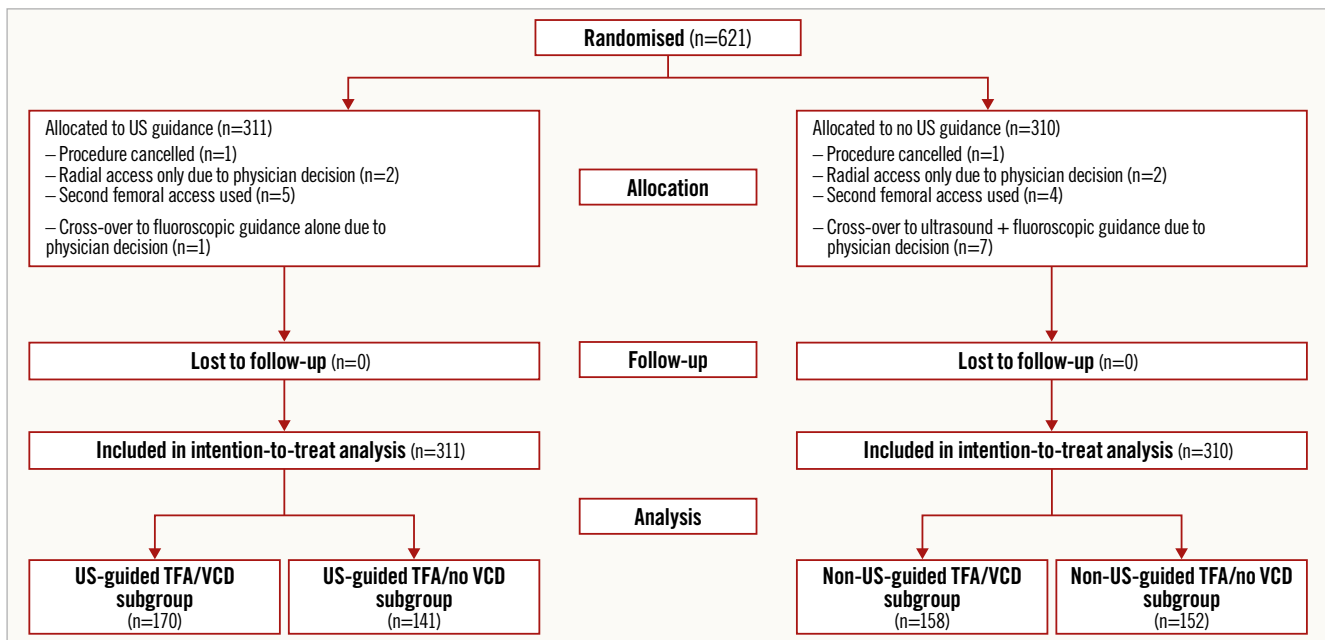 Randomised (n=621)
Allocated to US guidance (n=311)
– Procedure cancelled (n=1)
– Radial access only due to physician decision (n=2)
– Second femoral access used (n=5)
– Cross-over to fluoroscopic guidance alone due to
physician decision (n=1)
Allocation
Allocated to no US guidance (n=310)
– Procedure cancelled (n=1)
– Radial access only due to physician decision (n=2)
– Second femoral access used (n=4)
– Cross-over to ultrasound + fluoroscopic guidance due to
physician decision (n=7)
Lost to follow-up (n=0)
Follow-up
Lost to follow-up (n=0)
Included in intention-to-treat analysis (n=311)
Included in intention-to-treat analysis (n=310)
Analysis
US-guided TFA/VCD
subgroup
(n=170)
US-guided TFA/no VCD
subgroup
(n=141)
Non-US-guided TFA/VCD
subgroup
(n=158)
Non-US-guided TFA/no VCD
subgroup
(n=152)